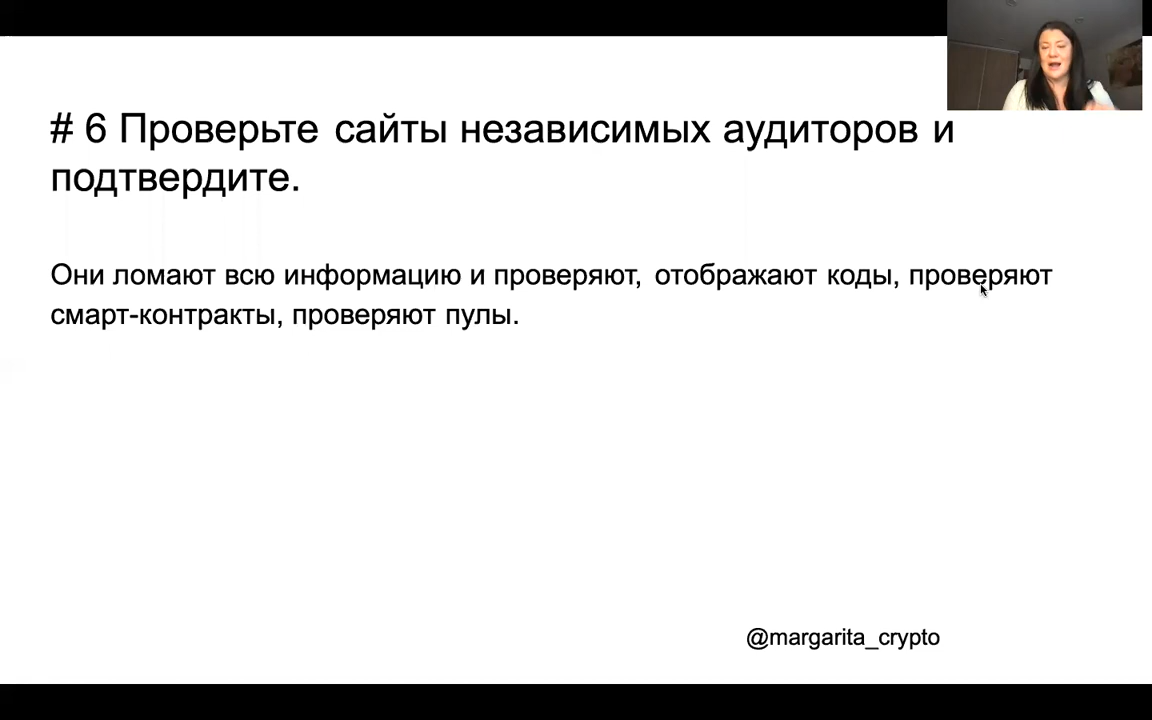 # 6 Проверьте сайты независимых аудиторов и
подтвердите.
Они ломают всю информацию и проверяют, отображают коды, проверяют
смарт-контракты, проверяют пулы.
@margarita_crypto